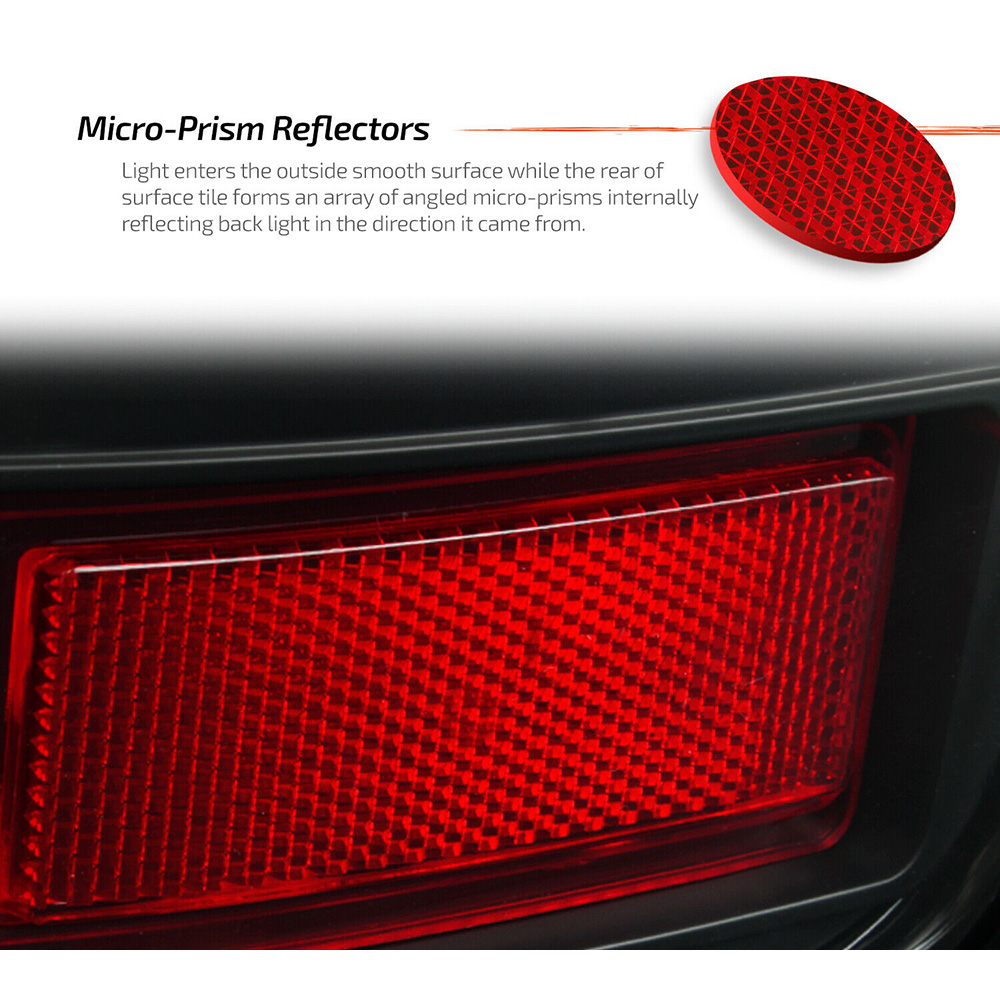 Micro-Prism Reflectors
Light enters the outside smooth surface while the rear of
surface tile forms an array of angled micro-prisms internally
reflecting back light in the direction it came from.